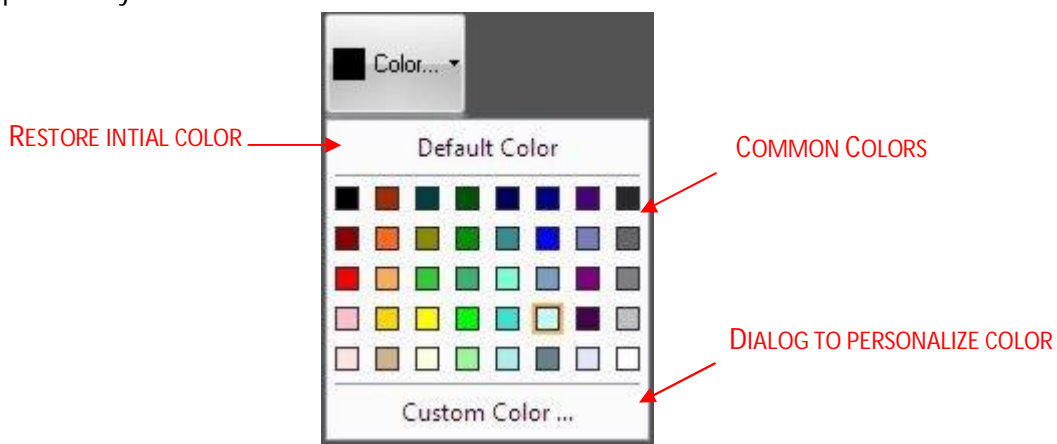 Color...
RESTORE INTIAL COLOR
Default Color
COMMON COLORS
DIALOG TO PERSONALIZE COLOR
Custom Color ...